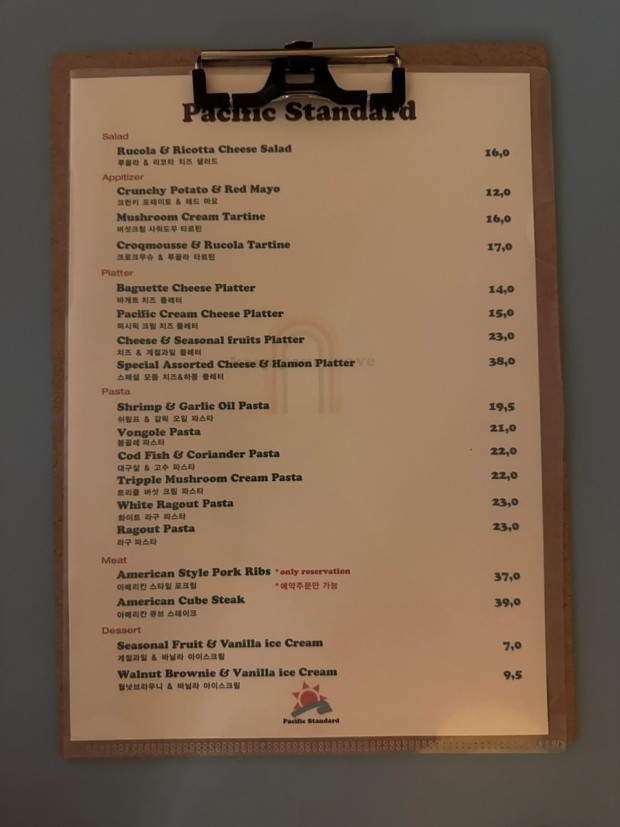 Pacific Standard
Salad
Rucola & Ricotta Cheese Salad 16,0
루꼴라 & 리코타 치즈 샐러드
Appitizer
Crunchy Potato & Red Mayo 12,0
크런키 포테이토 & 레드 마요
Mushroom Cream Tartine 16,0
버섯크림 사워도우 타르틴
Croqmousse & Rucola Tartine 17,0
크로크무슈 & 루꼴라 타르틴
Platter
Baguette Cheese Platter 14,0
바게트 치즈 플레터
Pacific Cream Cheese Platter 15,0
퍼시픽 크림 치즈 플레터
Cheese & Seasonal fruits Platter 23,0
치즈 & 계절과일 플레터
Special Assorted Cheese & Hamon Platter 38,0
스페셜 모듬 치즈&하몽 플레터
Pasta
Shrimp & Garlic Oil Pasta 19,5
쉬림프 & 갈릭 오일 파스타
Vongole Pasta 21,0
봉골레 파스타
Cod Fish & Coriander Pasta 22,0
대구살 & 고수 파스타
Tripple Mushroom Cream Pasta 22,0
트리플 버섯 크림 파스타
White Ragout Pasta 23,0
화이트 라구 파스타
Ragout Pasta 23,0
라구 파스타
Meat
American Style Pork Ribs *only reservation 37,0
아메리칸 스타일 포크립 *예약주문만 가능
American Cube Steak 39,0
아메리칸 큐브 스테이크
Dessert
Seasonal Fruit & Vanilla ice Cream 7,0
계절과일 & 바닐라 아이스크림
Walnut Brownie & Vanilla ice Cream 9,5
월넛브라우니 & 바닐라 아이스크림
Pacific Standard